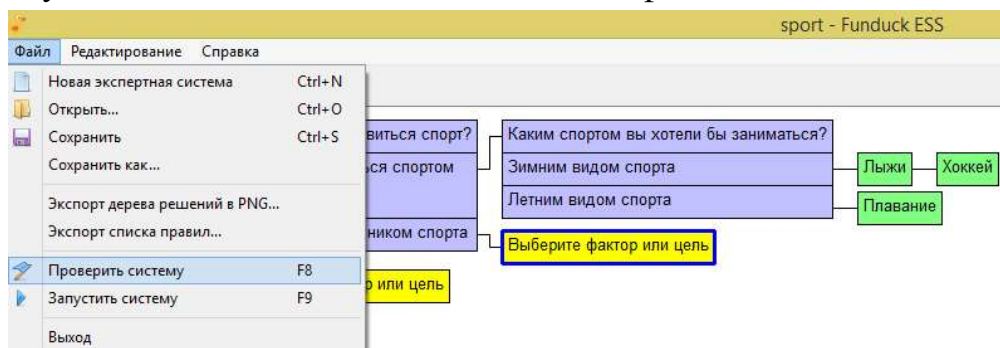 sport - Funduck ESS
Файл Редактирование Справка
Новая экспертная система Ctrl+N
Открыть... Ctrl+O
Сохранить Ctrl+S
Сохранить как...
Экспорт дерева решений в PNG...
Экспорт списка правил...
Проверить систему F8
Запустить систему F9
Выход
виться спорт?
ся спортом
ником спорта
или цель
Каким спортом вы хотели бы заниматься?
Зимним видом спорта
Летним видом спорта
Выберите фактор или цель
Лыжи
Хоккей
Плавание